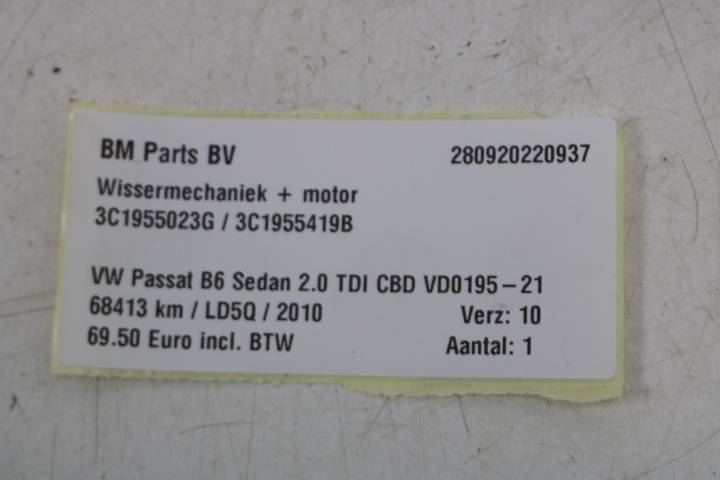 BM Parts BV 280920220937
Wissermechaniek + motor
3C1955023G / 3C1955419B
VW Passat B6 Sedan 2.0 TDI CBD VD0195-21
68413 km / LD5Q / 2010 Verz: 10
69.50 Euro incl. BTW Aantal: 1